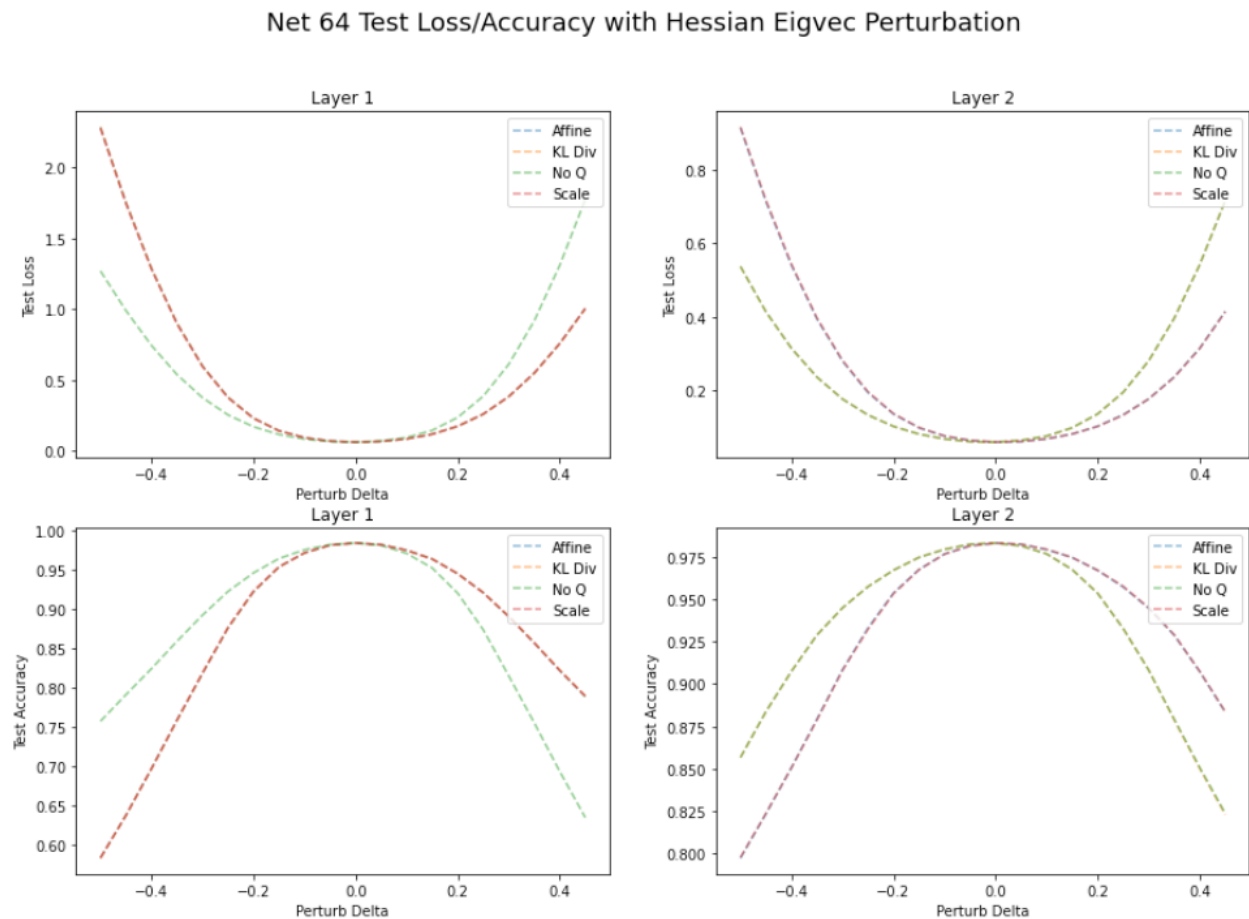 Net 64 Test Loss/Accuracy with Hessian Eigvec Perturbation
Layer 1
Test Loss
2.0
1.5
1.0
0.5
0.0
Affine
KL Div
No Q
Scale
−0.4 −0.2 0.0 0.2 0.4
Perturb Delta
Layer 2
Test Loss
0.8
0.6
0.4
0.2
Affine
KL Div
No Q
Scale
−0.4 −0.2 0.0 0.2 0.4
Perturb Delta
Layer 1
Test Accuracy
1.00
0.95
0.90
0.85
0.80
0.75
0.70
0.65
0.60
Affine
KL Div
No Q
Scale
−0.4 −0.2 0.0 0.2 0.4
Perturb Delta
Layer 2
Test Accuracy
0.975
0.950
0.925
0.900
0.875
0.850
0.825
0.800
Affine
KL Div
No Q
Scale
−0.4 −0.2 0.0 0.2 0.4
Perturb Delta